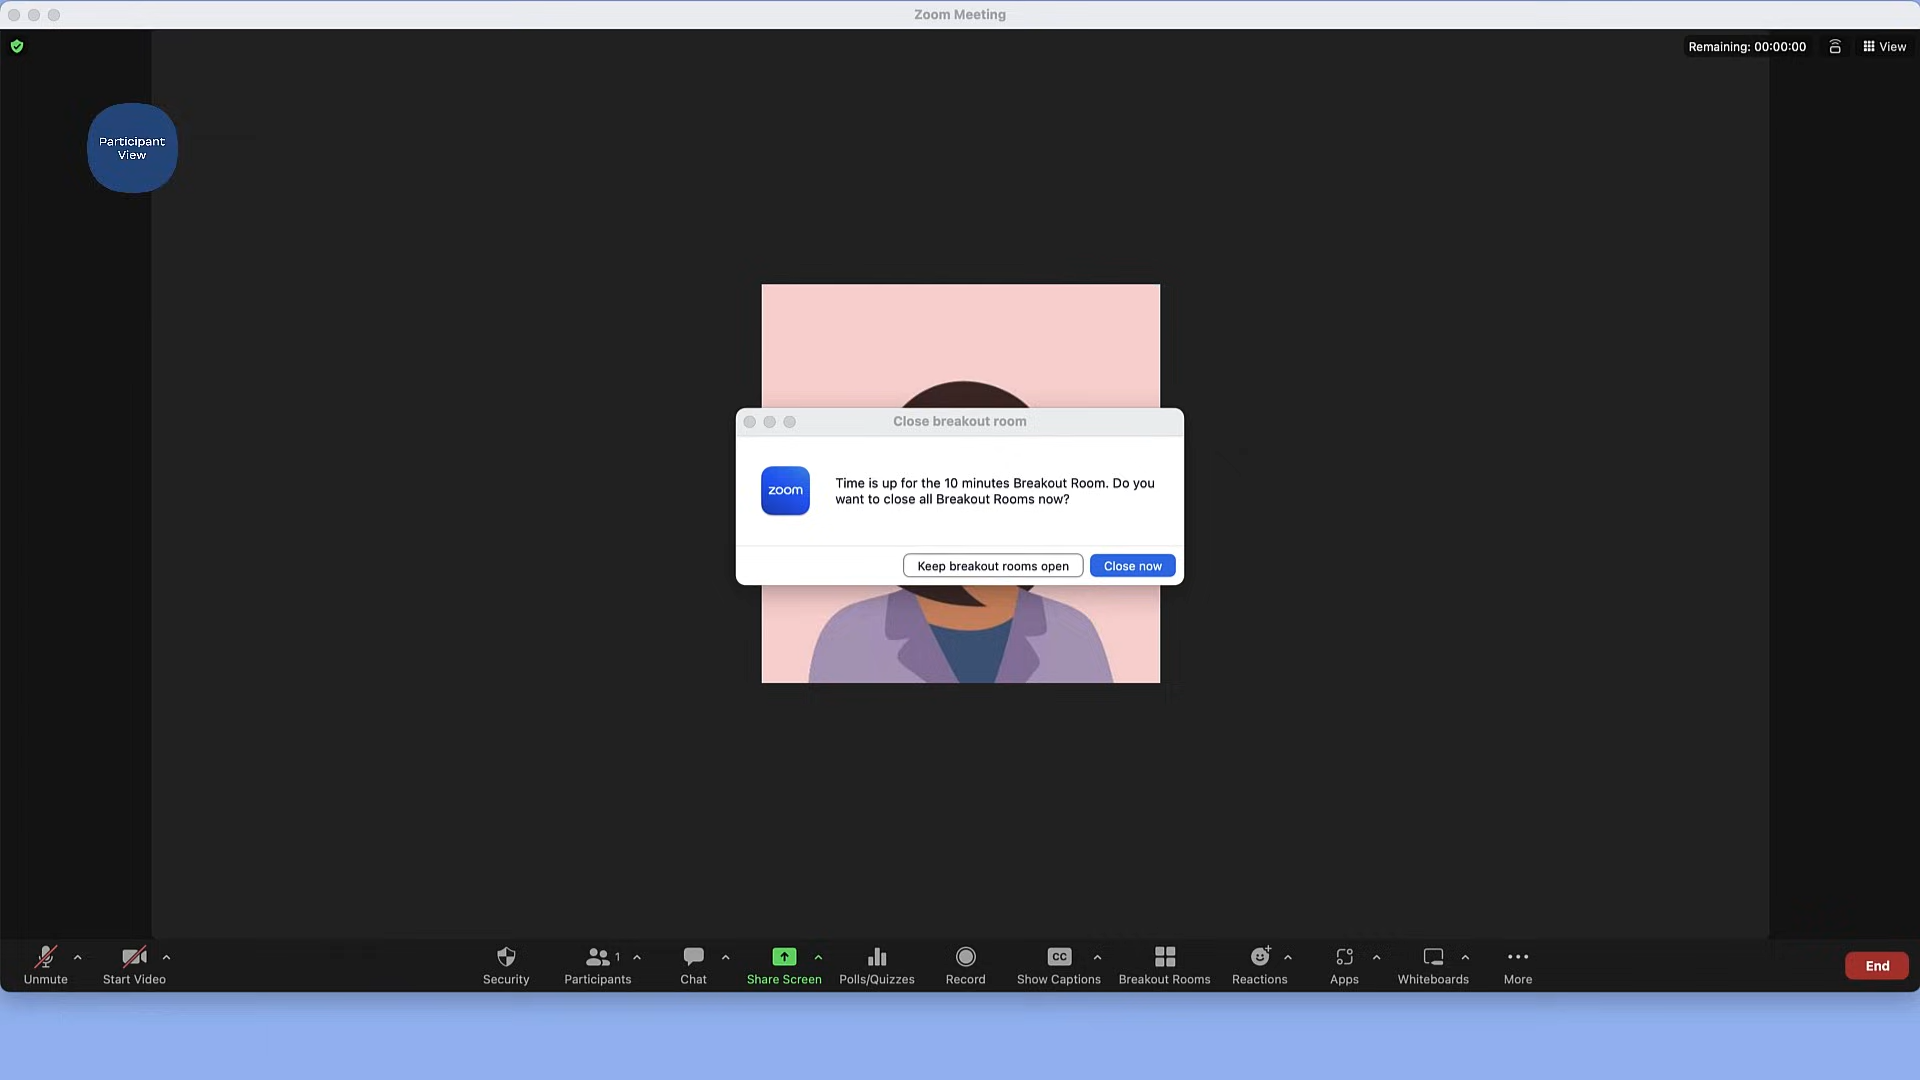 Zoom Meeting
Remaining: 00:00:00
View
Participant
View
Close breakout room
zoom
Time is up for the 10 minutes Breakout Room. Do you
want to close all Breakout Rooms now?
Keep breakout rooms open
Close now
1
CC
Unmute
Start Video
Security
Participants
Chat
Share Screen
Polls/Quizzes
Record
Show Captions
Breakout Rooms
Reactions
Apps
Whiteboards
More
End